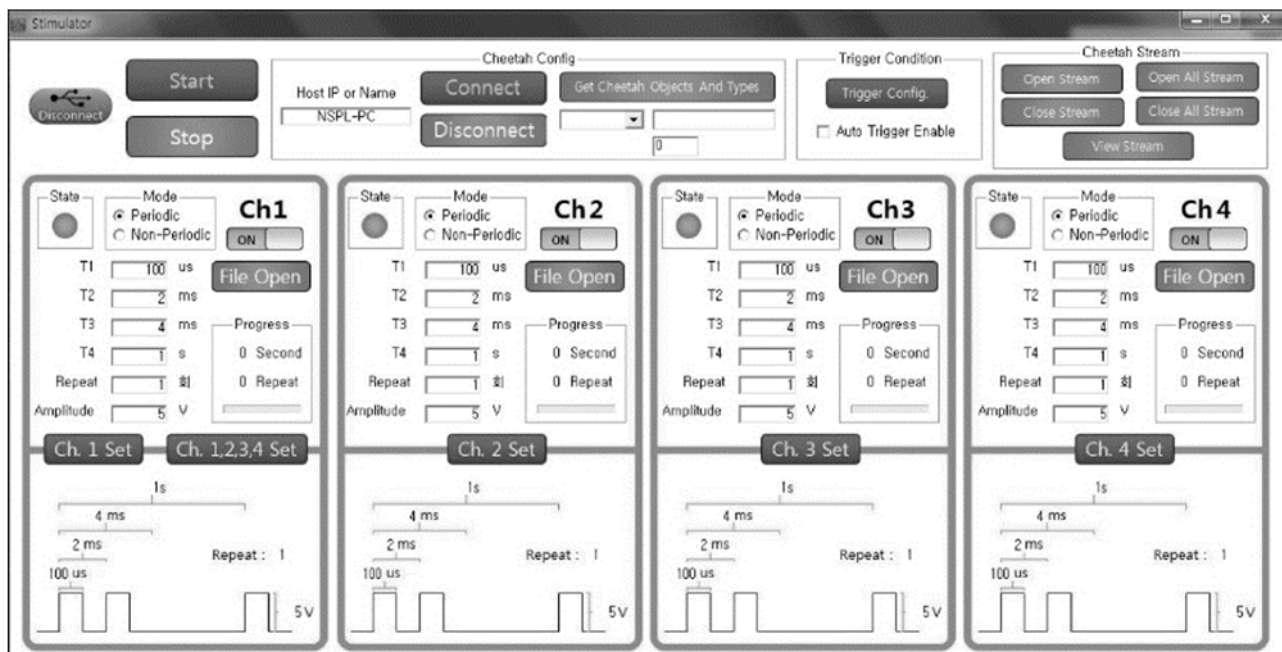 Stimulator
Disconnect
Start
Stop
Cheetah Config
Host IP or Name
NSPL-PC
Connect
Disconnect
Get Cheetah Objects And Types
0
Trigger Condition
Trigger Config.
Auto Trigger Enable
Cheetah Stream
Open Stream
Open All Stream
Close Stream
Close All Stream
View Stream
State
Mode
Periodic
Non-Periodic
Ch1
ON
File Open
T1 100 us
T2 2 ms
T3 4 ms
T4 1 s
Repeat 1 회
Amplitude 5 V
Progress
0 Second
0 Repeat
Ch. 1 Set
Ch. 1,2,3,4 Set
1s
4 ms
2 ms
100 us
Repeat : 1
5V
State
Mode
Periodic
Non-Periodic
Ch2
ON
File Open
T1 100 us
T2 2 ms
T3 4 ms
T4 1 s
Repeat 1 회
Amplitude 5 V
Progress
0 Second
0 Repeat
Ch. 2 Set
1s
4 ms
2 ms
100 us
Repeat : 1
5V
State
Mode
Periodic
Non-Periodic
Ch3
ON
File Open
T1 100 us
T2 2 ms
T3 4 ms
T4 1 s
Repeat 1 회
Amplitude 5 V
Progress
0 Second
0 Repeat
Ch. 3 Set
1s
4 ms
2 ms
100 us
Repeat : 1
5V
State
Mode
Periodic
Non-Periodic
Ch4
ON
File Open
T1 100 us
T2 2 ms
T3 4 ms
T4 1 s
Repeat 1 회
Amplitude 5 V
Progress
0 Second
0 Repeat
Ch. 4 Set
1s
4 ms
2 ms
100 us
Repeat : 1
5V